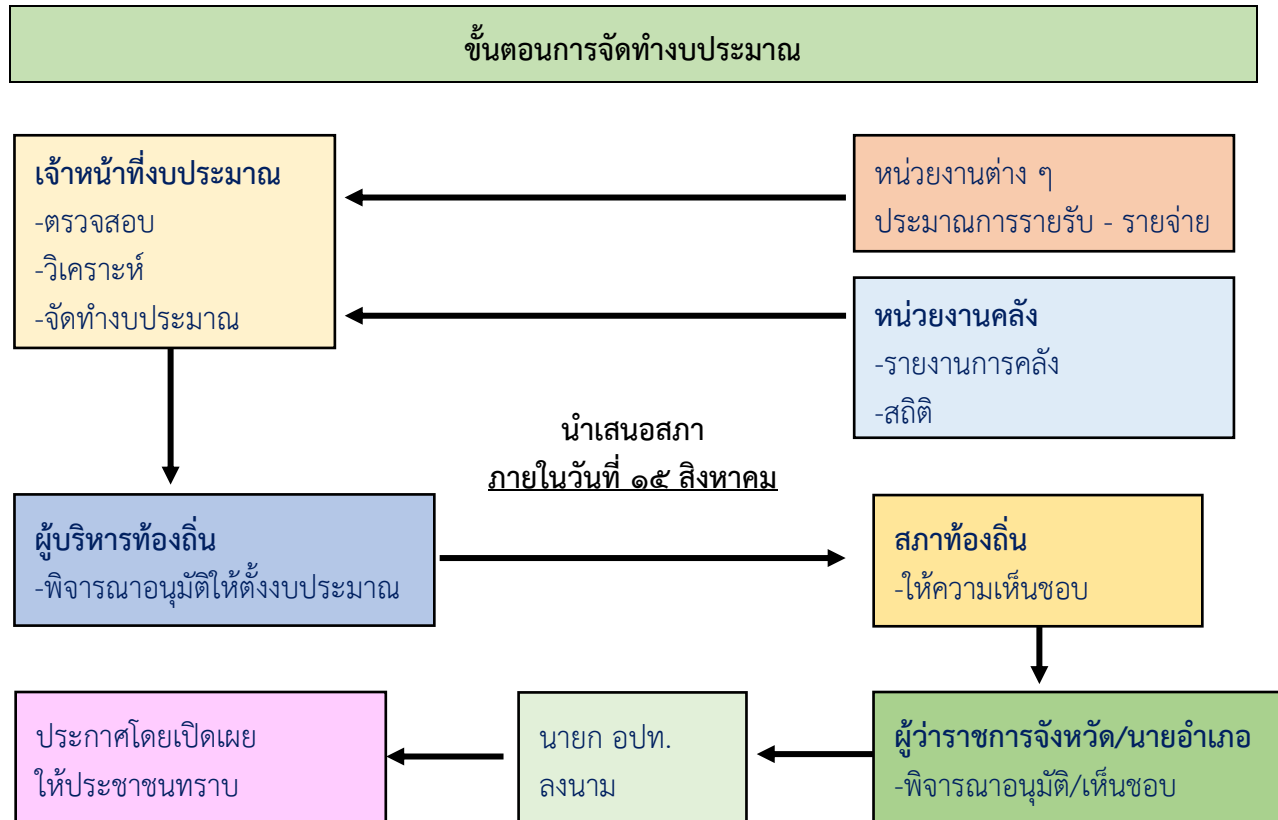 ขั้นตอนการจัดทำงบประมาณ
เจ้าหน้าที่งบประมาณ
-ตรวจสอบ
-วิเคราะห์
-จัดทำงบประมาณ
หน่วยงานต่าง ๆ
ประมาณการรายรับ - รายจ่าย
หน่วยงานคลัง
-รายงานการคลัง
-สถิติ
นำเสนอสภา
ภายในวันที่ ๑๕ สิงหาคม
ผู้บริหารท้องถิ่น
-พิจารณาอนุมัติให้ตั้งงบประมาณ
สภาท้องถิ่น
-ให้ความเห็นชอบ
ผู้ว่าราชการจังหวัด/นายอำเภอ
-พิจารณาอนุมัติ/เห็นชอบ
นายก อปท.
ลงนาม
ประกาศโดยเปิดเผย
ให้ประชาชนทราบ